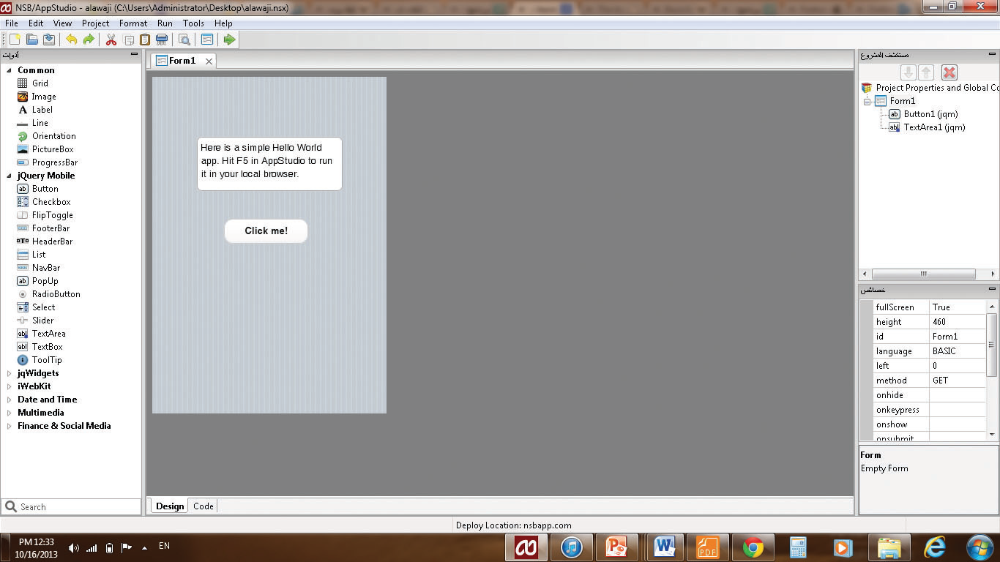 NSB/AppStudio - alawaji (C:\Users\Administrator\Desktop\alawaji.nsx)
File Edit View Project Format Run Tools Help
أدوات
Common
Grid
Image
Label
Line
Orientation
PictureBox
ProgressBar
jQuery Mobile
Button
Checkbox
FlipToggle
FooterBar
HeaderBar
List
NavBar
PopUp
RadioButton
Select
Slider
TextArea
TextBox
ToolTip
jqWidgets
iWebKit
Date and Time
Multimedia
Finance & Social Media
Search
Form1
Here is a simple Hello World
app. Hit F5 in AppStudio to run
it in your local browser.
Click me!
Design Code
مستكشف المشروع
Project Properties and Global Co
Form1
Button1 (jqm)
TextArea1 (jqm)
خصائص
fullScreen True
height 460
id Form1
language BASIC
left 0
method GET
onhide
onkeypress
onshow
onsubmit
Form
Empty Form
Deploy Location: nsbapp.com
PM 12:33
10/16/2013
EN